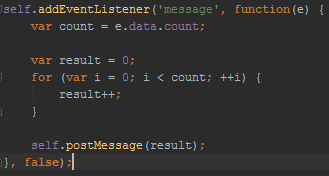 self.addEventListener('message', function(e) {
    var count = e.data.count;

    var result = 0;
    for (var i = 0; i < count; ++i) {
        result++;
    }

    self.postMessage(result);
}, false);